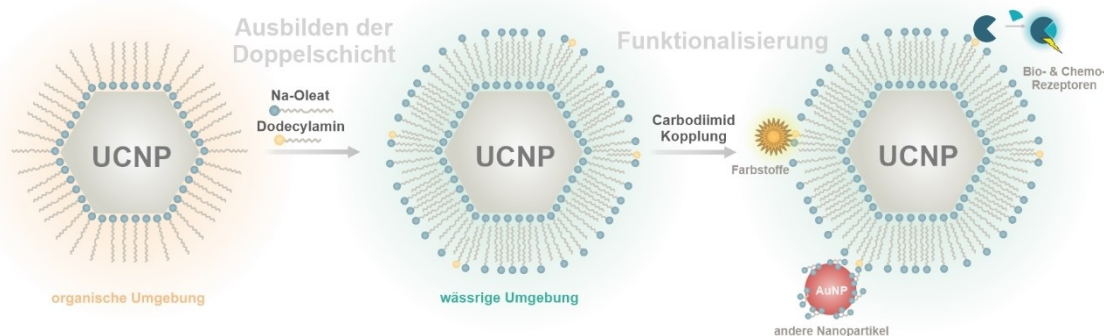 Ausbilden der
Doppelschicht
Na-Oleat
Dodecylamin
UCNP
organische Umgebung
UCNP
wässrige Umgebung
Funktionalisierung
Carbodiimid
Kopplung
Farbstoffe
UCNP
Bio- & Chemo-
Rezeptoren
AuNP
andere Nanopartikel